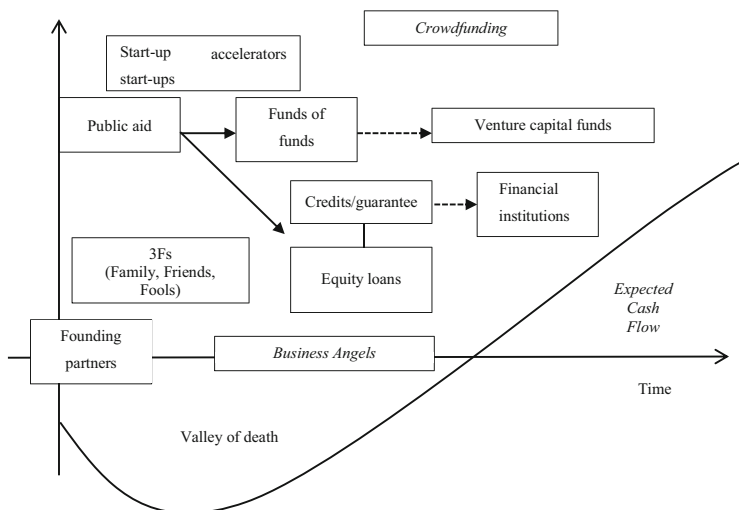 Crowdfunding
Start-up accelerators
start-ups
Public aid
Funds of
funds
Venture capital funds
Credits/guarantee
Financial
institutions
3Fs
(Family, Friends,
Fools)
Equity loans
Expected
Cash
Flow
Founding
partners
Business Angels
Time
Valley of death